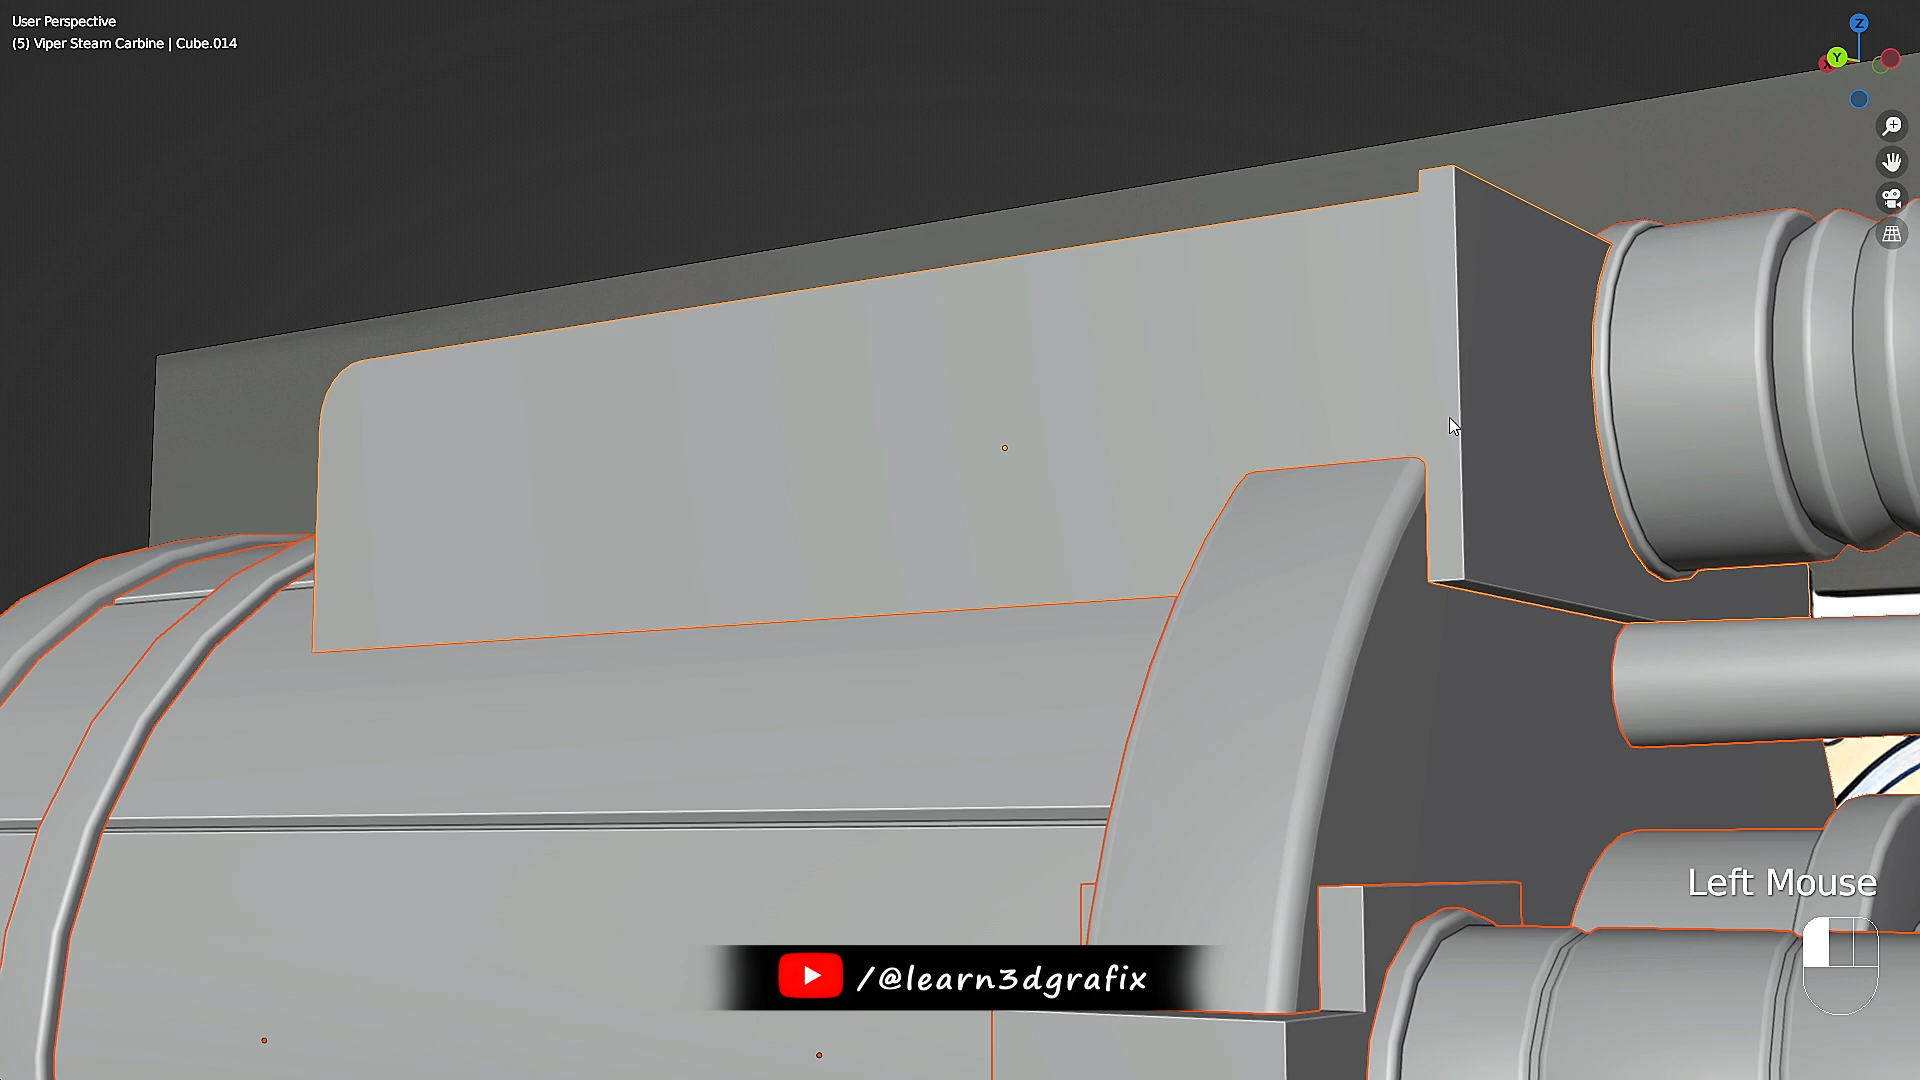 User Perspective
(5) Viper Steam Carbine | Cube.014
Z
Y
X
Left Mouse
/@learn3dgrafix